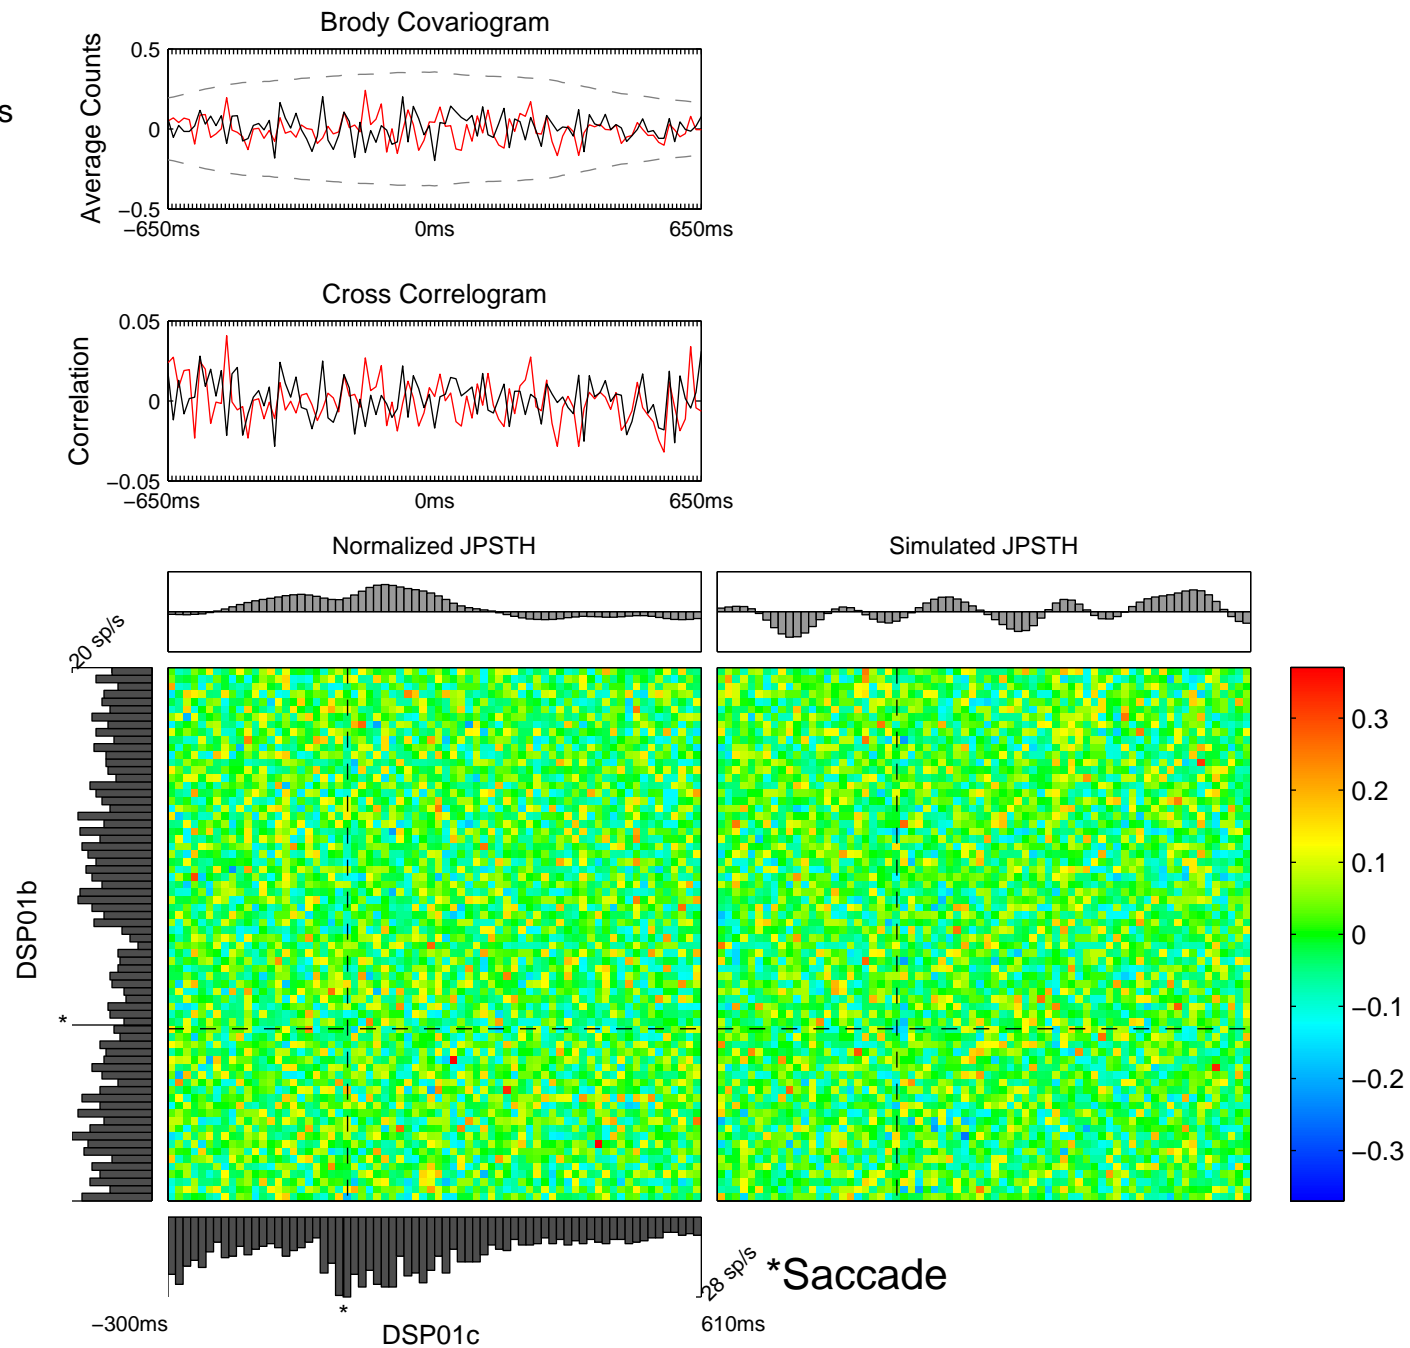 Brody Covariogram
Average Counts
0.5
0
−0.5
−650ms
0ms
650ms
s
Cross Correlogram
Correlation
0.05
0
−0.05
−650ms
0ms
650ms
Normalized JPSTH
Simulated JPSTH
20 sp/s
DSP01b
*
0.3
0.2
0.1
0
−0.1
−0.2
−0.3
28 sp/s
*Saccade
*
−300ms
DSP01c
610ms